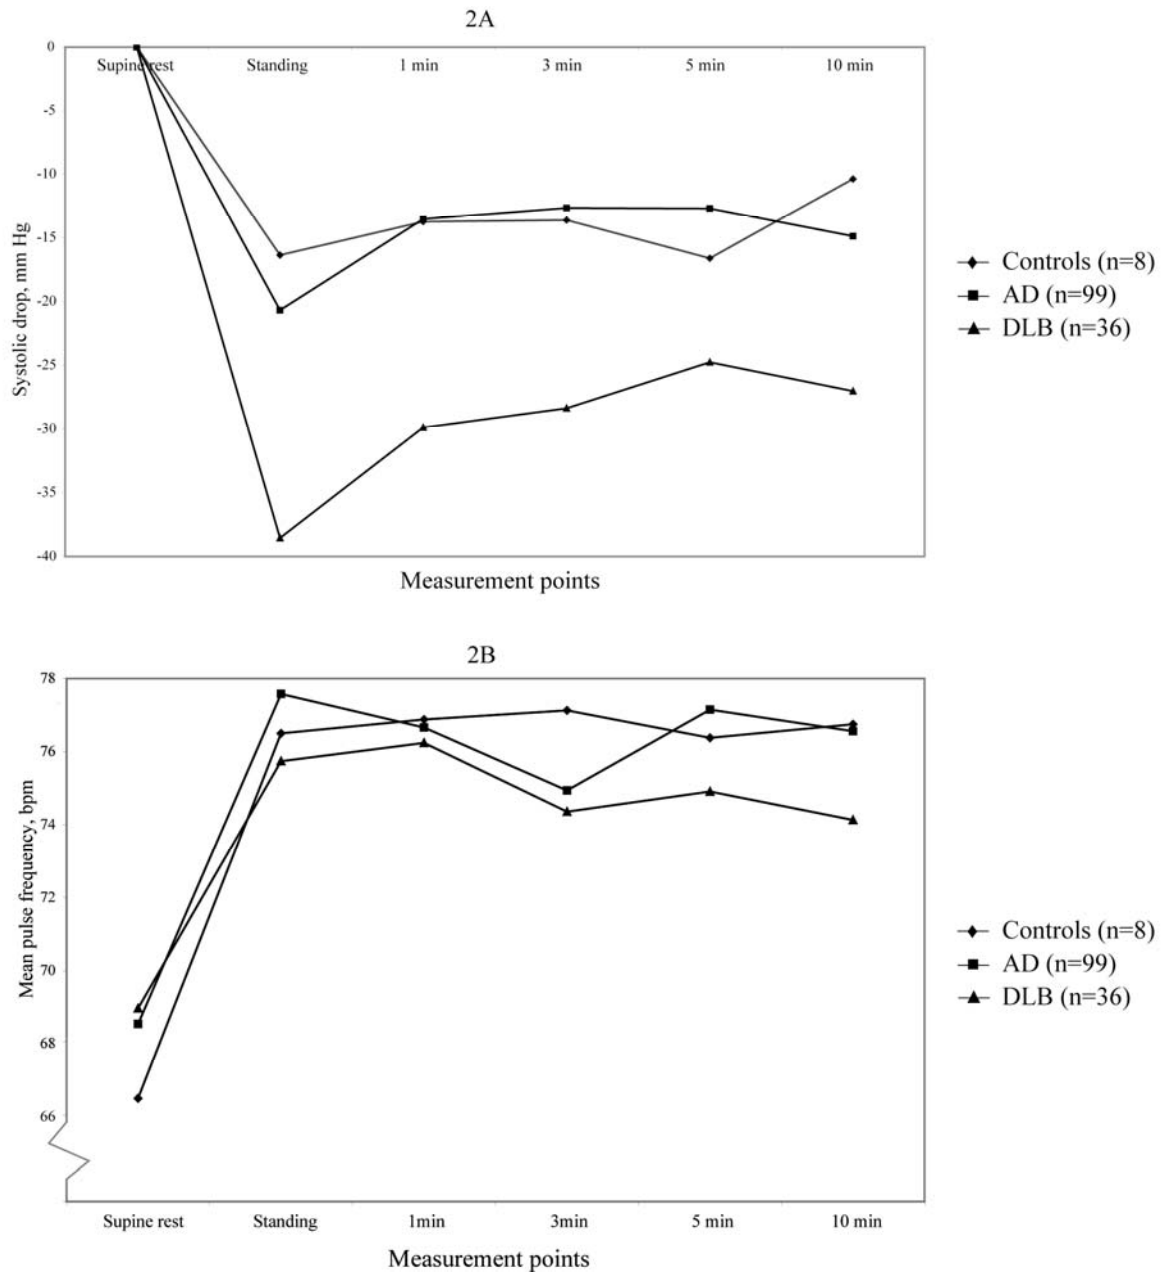 2A
0
Supine rest Standing 1 min 3 min 5 min 10 min
-5
-10
-15
-20
-25
-30
-35
-40
Systolic drop, mm Hg
Measurement points
Controls (n=8)
AD (n=99)
DLB (n=36)
2B
78
76
74
72
70
68
66
Mean pulse frequency, bpm
Supine rest Standing 1min 3min 5 min 10 min
Measurement points
Controls (n=8)
AD (n=99)
DLB (n=36)